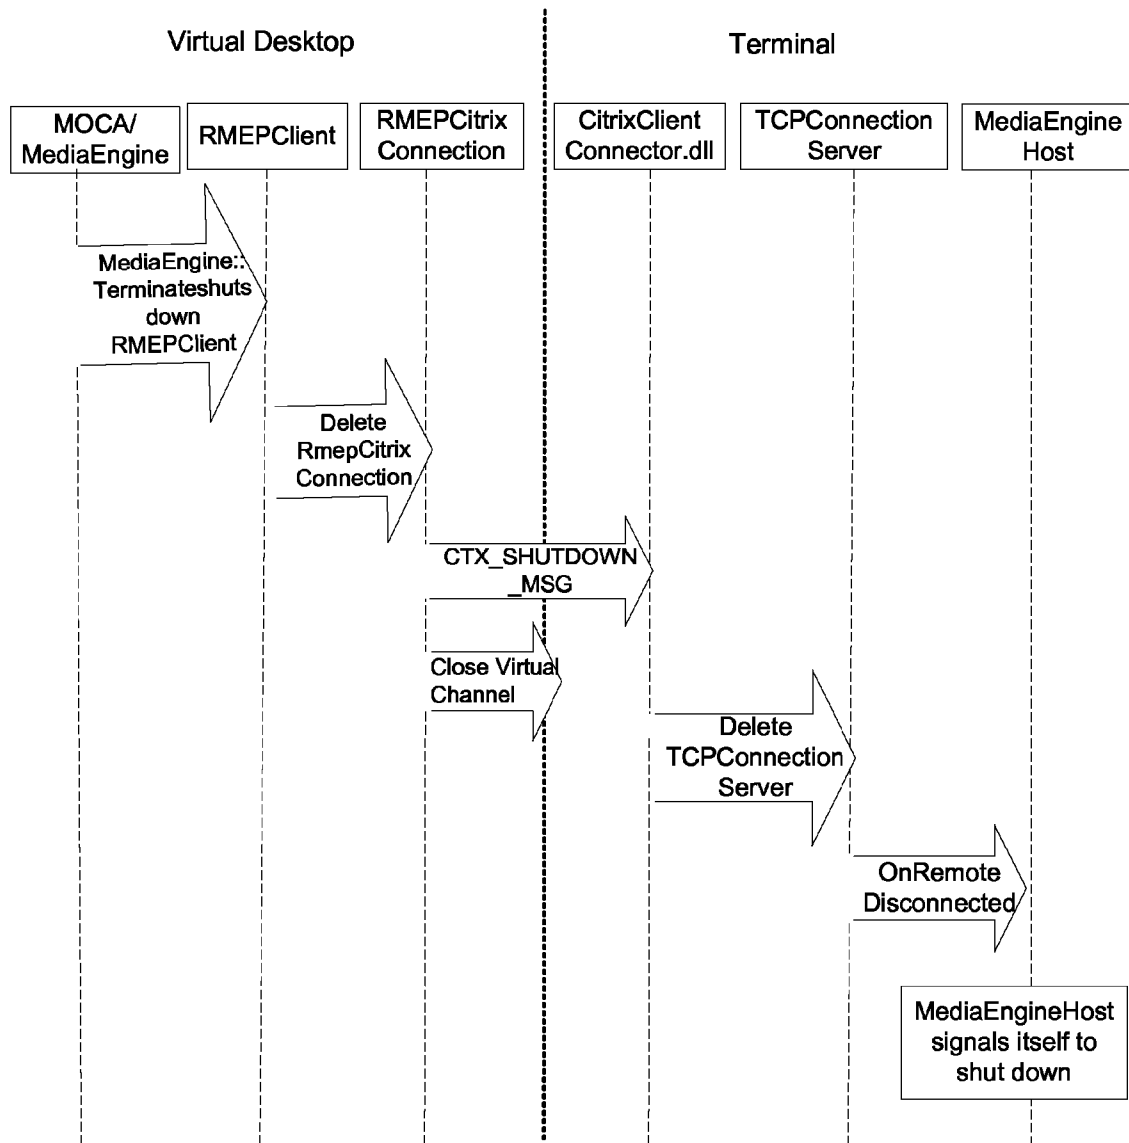 Virtual Desktop
Terminal
MOCA/
MediaEngine
RMEPClient
RMEPCitrix
Connection
CitrixClient
Connector.dll
TCPConnection
Server
MediaEngine
Host
MediaEngine::
Terminateshuts
down
RMEPClient
Delete
RmepCitrix
Connection
CTX_SHUTDOWN
_MSG
Close Virtual
Channel
Delete
TCPConnection
Server
OnRemote
Disconnected
MediaEngineHost
signals itself to
shut down